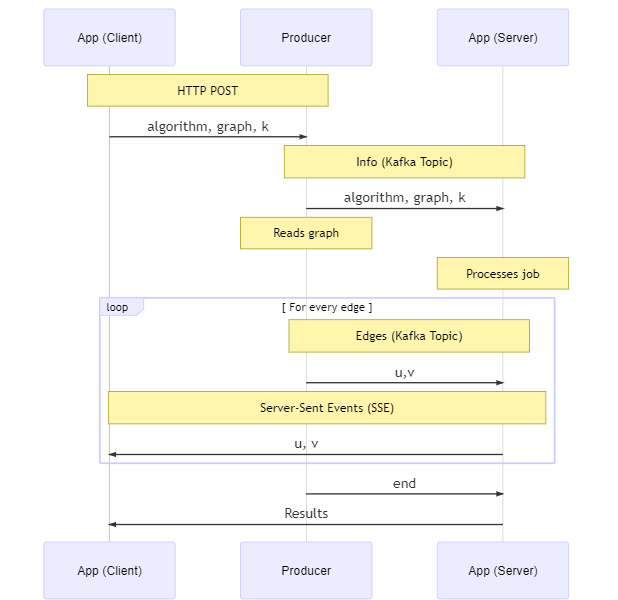 App (Client)
Producer
App (Server)
HTTP POST
algorithm, graph, k
Info (Kafka Topic)
algorithm, graph, k
Reads graph
Processes job
loop
[ For every edge ]
Edges (Kafka Topic)
u,v
Server-Sent Events (SSE)
u, v
end
Results
App (Client)
Producer
App (Server)